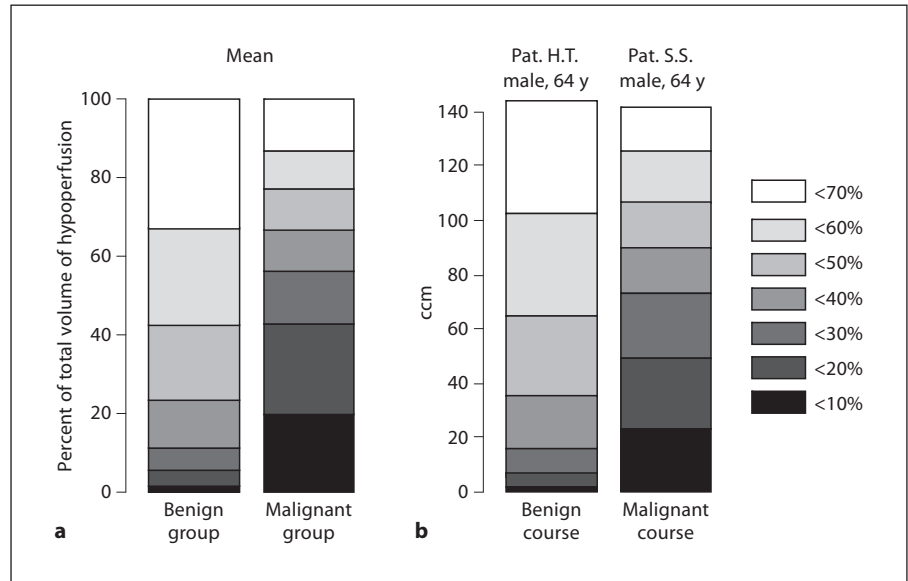 Mean
Percent of total volume of hypoperfusion
100
80
60
40
20
0
Benign
group
Malignant
group
a
Pat. H.T.
male, 64 y
Pat. S.S.
male, 64 y
ccm
140
120
100
80
60
40
20
0
Benign
course
Malignant
course
b
<70%
<60%
<50%
<40%
<30%
<20%
<10%